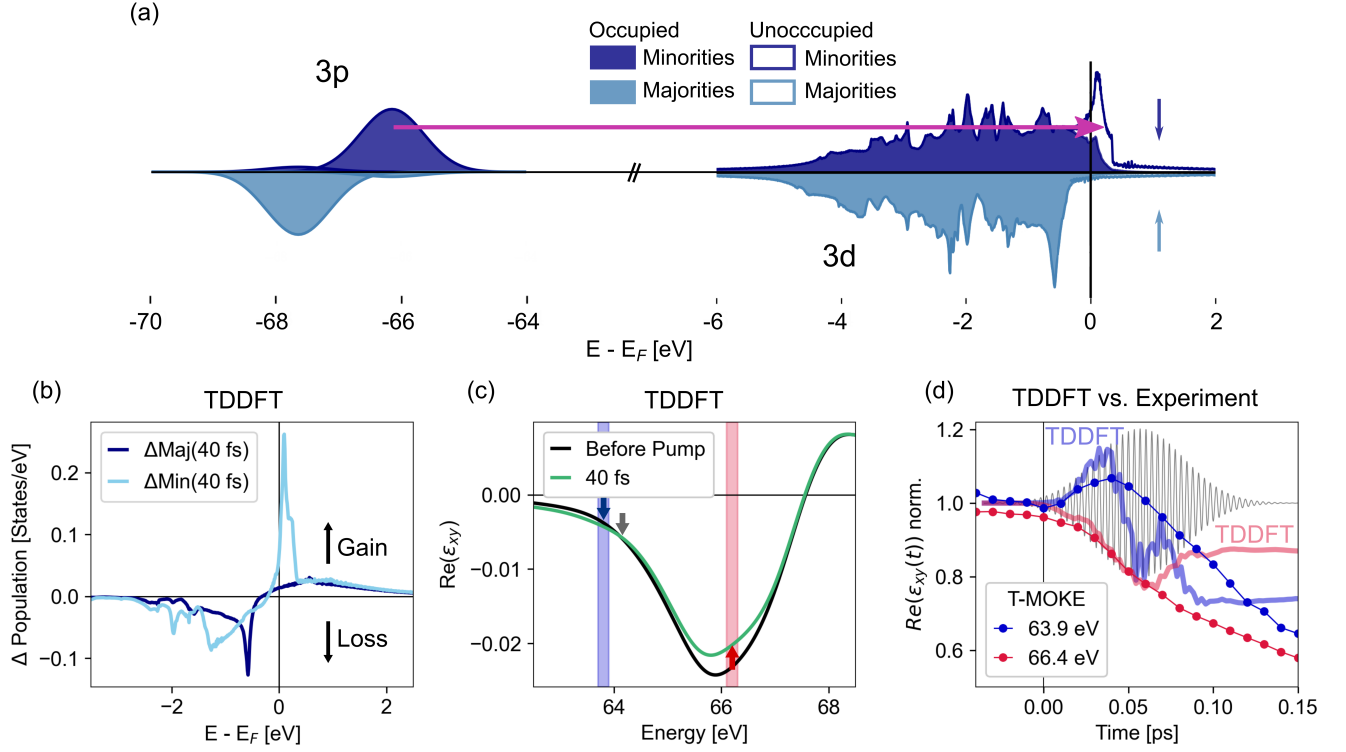 (a)
Occupied
Unocccupied
Minorities
Minorities
Majorities
Majorities
3p
3d
//
-70
-68
-66
-64
-6
-4
-2
0
2
E - E_F [eV]
(b)
TDDFT
ΔMaj(40 fs)
ΔMin(40 fs)
Gain
Loss
0.2
0.1
0.0
−0.1
Δ Population [States/eV]
−2
0
2
E - E_F [eV]
(c)
TDDFT
Before Pump
40 fs
0.00
−0.01
−0.02
Re(ε_xy)
64
66
68
Energy [eV]
(d)
TDDFT vs. Experiment
TDDFT
TDDFT
T-MOKE
63.9 eV
66.4 eV
1.2
1.0
0.8
0.6
Re(ε_xy(t)) norm.
0.00
0.05
0.10
0.15
Time [ps]